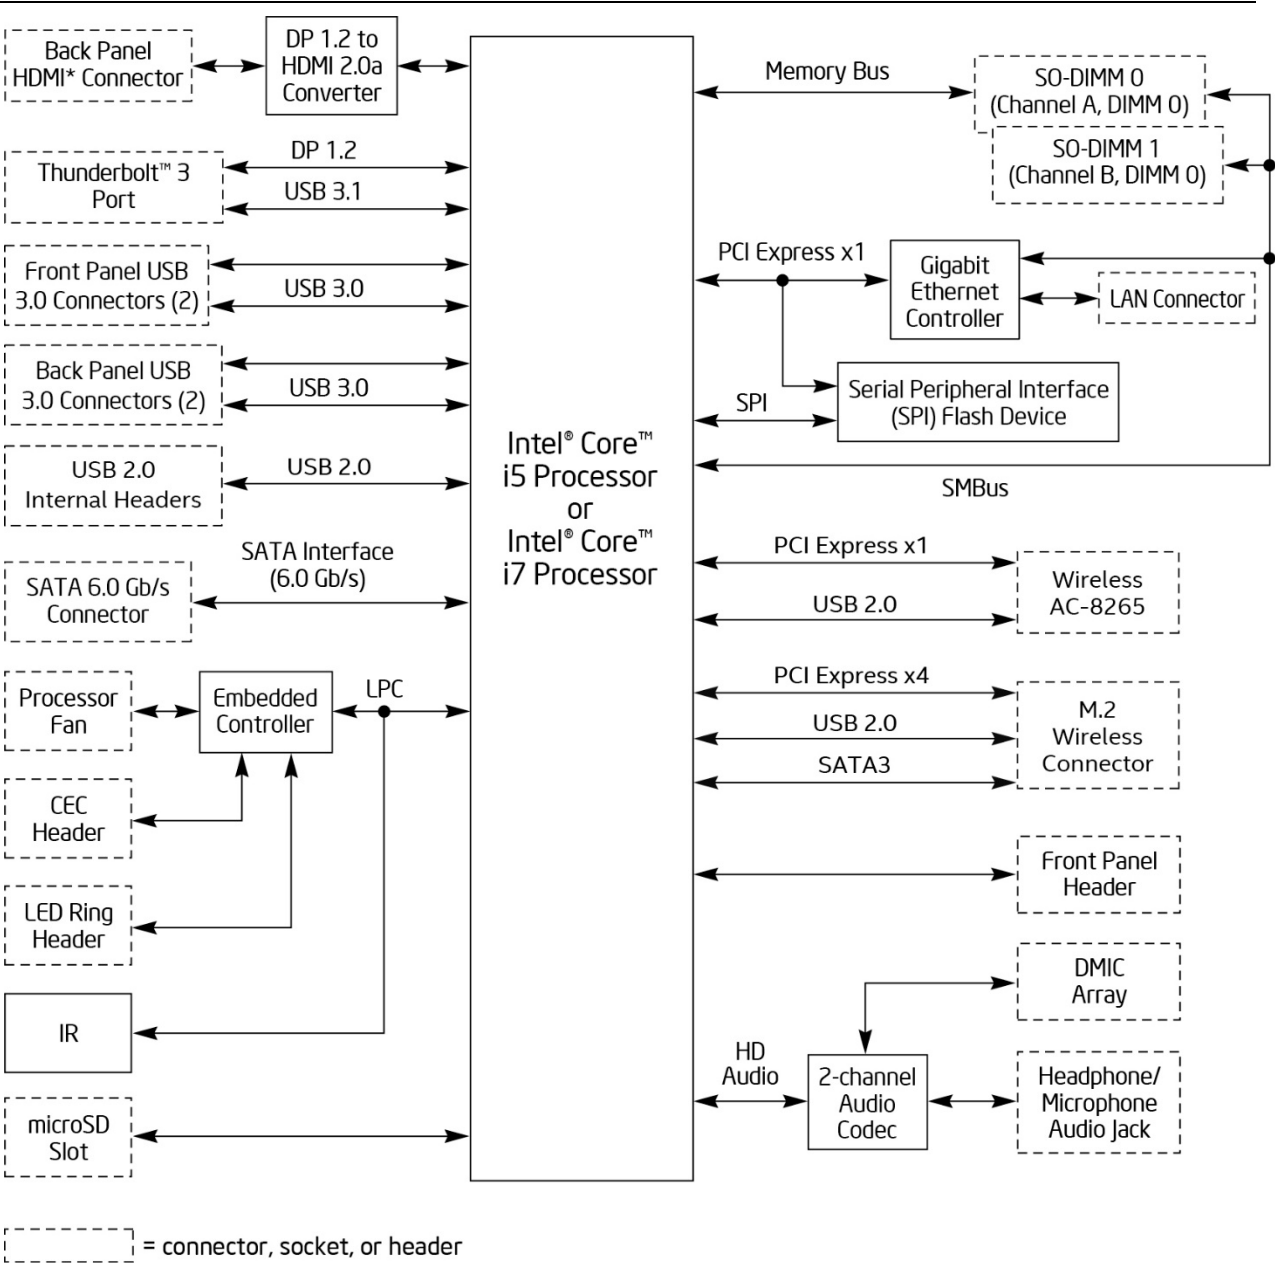 Back Panel
HDMI* Connector
DP 1.2 to
HDMI 2.0a
Converter
DP 1.2
Thunderbolt™ 3
Port
USB 3.1
Front Panel USB
3.0 Connectors (2)
USB 3.0
Back Panel USB
3.0 Connectors (2)
USB 3.0
USB 2.0
Internal Headers
USB 2.0
SATA Interface
(6.0 Gb/s)
SATA 6.0 Gb/s
Connector
Processor
Fan
Embedded
Controller
LPC
CEC
Header
LED Ring
Header
IR
microSD
Slot
Intel® Core™
i5 Processor
or
Intel® Core™
i7 Processor
Memory Bus
SO-DIMM 0
(Channel A, DIMM 0)
SO-DIMM 1
(Channel B, DIMM 0)
PCI Express x1
Gigabit
Ethernet
Controller
LAN Connector
SPI
Serial Peripheral Interface
(SPI) Flash Device
SMBus
PCI Express x1
USB 2.0
Wireless
AC-8265
PCI Express x4
USB 2.0
SATA3
M.2
Wireless
Connector
Front Panel
Header
DMIC
Array
HD
Audio
2-channel
Audio
Codec
Headphone/
Microphone
Audio Jack
= connector, socket, or header